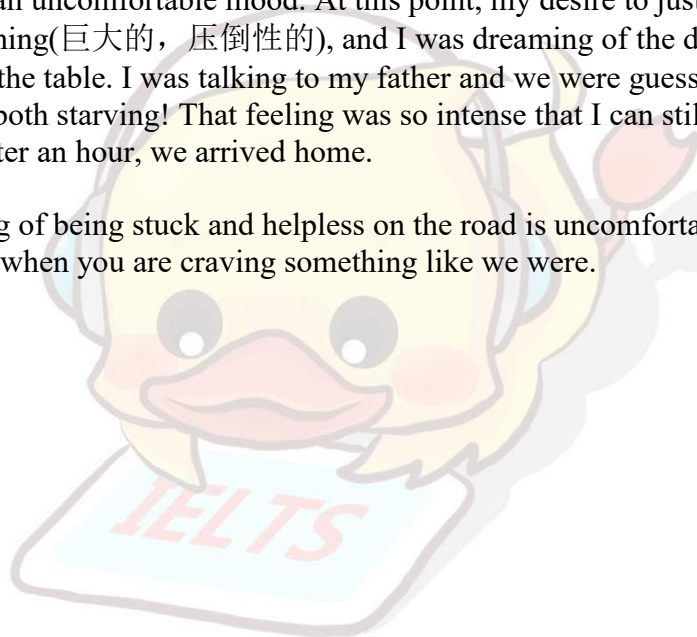 an uncomfortable mood. At this point, my desire to just
ning(巨大的，压倒性的), and I was dreaming of the d
the table. I was talking to my father and we were guess
both starving! That feeling was so intense that I can stil
ter an hour, we arrived home.
g of being stuck and helpless on the road is uncomforta
when you are craving something like we were.
IELTS